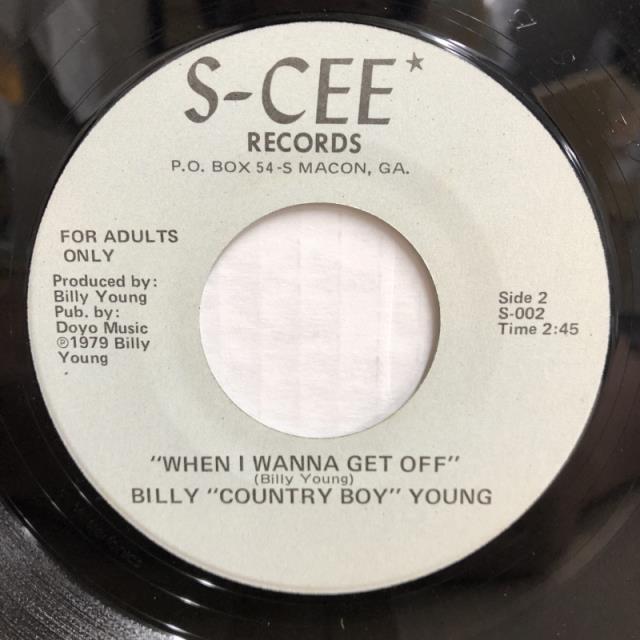 S-CEE*
RECORDS
P.O. BOX 54-S MACON, GA.
FOR ADULTS
ONLY
Produced by:
Billy Young
Pub. by:
Doyo Music
℗1979 Billy
Young
Side 2
S-002
Time 2:45
"WHEN I WANNA GET OFF"
(Billy Young)
BILLY "COUNTRY BOY" YOUNG